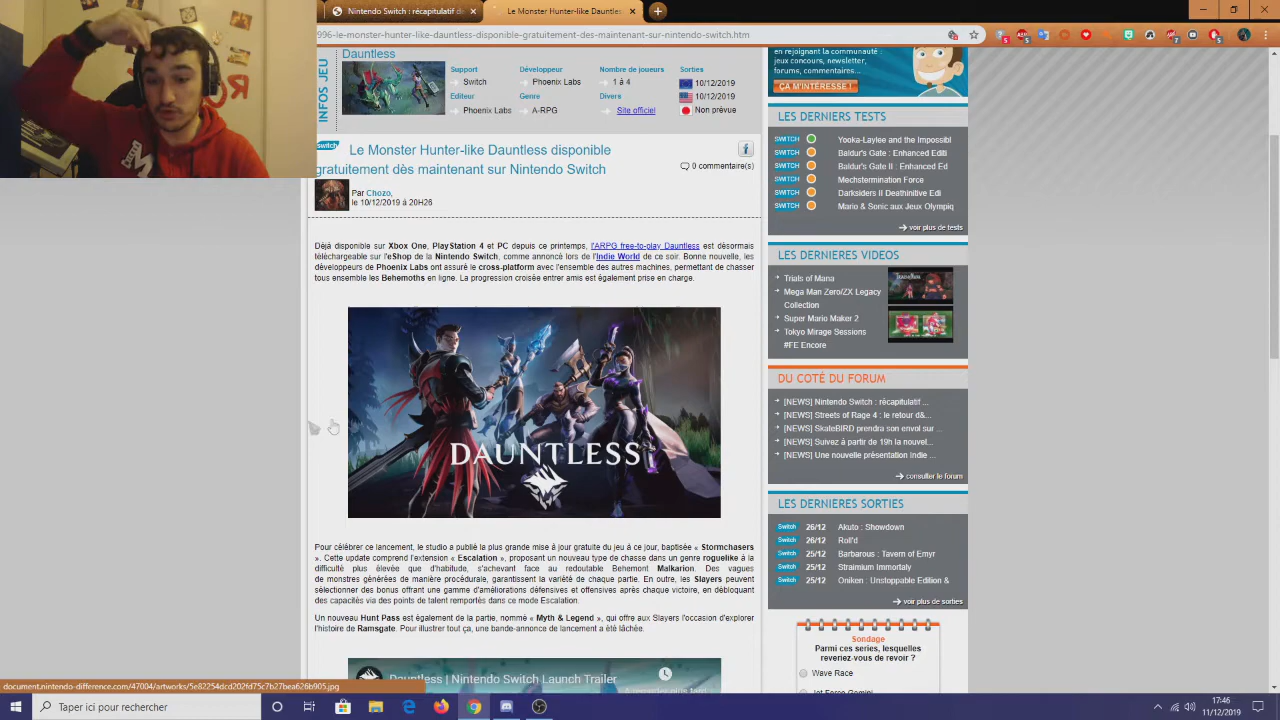 Nintendo Switch : récapitulatif de
996-le-monster-hunter-like-dauntless-disponible-gratuitement-des-maintenant-sur-nintendo-switch.htm
INFOS JEU
Dauntless
Support
Switch
Editeur
Phoenix Labs
Développeur
Phoenix Labs
Genre
A-RPG
Nombre de joueurs
1 à 4
Divers
Site officiel
Sorties
10/12/2019
10/12/2019
Non prévue
switch
Le Monster Hunter-like Dauntless disponible
gratuitement dès maintenant sur Nintendo Switch
0 commentaire(s)
Par Chozo,
le 10/12/2019 à 20H26
Déjà disponible sur Xbox One, PlayStation 4 et PC depuis ce printemps, l'ARPG free-to-play Dauntless est désormais
téléchargeable sur l'eShop de la Nintendo Switch, comme annoncé lors de l'Indie World de ce soir. Bonne nouvelle, les
développeurs de Phoenix Labs ont assuré le cross-platform avec l'ensemble des autres machines, permettant de chasser
tous ensemble les Behemoths en ligne. La progression croisée entre amis est également prise en charge.
DAUNTLESS
Pour célébrer ce lancement, le studio a publié le plus grande mise à jour gratuite du jeu à ce jour, baptisée « Stormchasers
». Cette update comprend l'extension « Escalation », proposant un nouveau type de chasse dans un genre roguelike à la
difficulté plus élevée que d'habitude, s'achevant face au redoutable Behemont Malkarion. Des vagues
de monstres générées de manière procédurale, garantissent la variété de chaque partie. En outre, les Slayers peuvent
sélectionner des bonus offrant une gamme d'améliorations défensives et offensives après chaque victoire, en débloquant
des capacités via des points de talent remportés dans ce mode Escalation.
Un nouveau Hunt Pass est également de la partie, nommé « Myth & Legend », qui offre aux Slayers l'occasion d'explorer
l'histoire de Ramsgate. Pour illustrer tout ça, une bande-annonce de lancement a été lâchée.
Dauntless | Nintendo Switch Launch Trailer
en rejoignant la communauté :
jeux concours, newsletter,
forums, commentaires...
ÇA M'INTÉRESSE !
LES DERNIERS TESTS
SWITCH Yooka-Laylee and the Impossibl
SWITCH Baldur's Gate : Enhanced Editi
SWITCH Baldur's Gate II : Enhanced Ed
SWITCH Mechstermination Force
SWITCH Darksiders II Deathinitive Edi
SWITCH Mario & Sonic aux Jeux Olympiq
voir plus de tests
LES DERNIERES VIDEOS
Trials of Mana
Mega Man Zero/ZX Legacy
Collection
Super Mario Maker 2
Tokyo Mirage Sessions
#FE Encore
DU COTÉ DU FORUM
[NEWS] Nintendo Switch : récapitulatif ...
[NEWS] Streets of Rage 4 : le retour d&...
[NEWS] SkateBIRD prendra son envol sur ...
[NEWS] Suivez à partir de 19h la nouvel...
[NEWS] Une nouvelle présentation Indie ...
consulter le forum
LES DERNIERES SORTIES
Switch 26/12 Akuto : Showdown
Switch 26/12 Roll'd
Switch 25/12 Barbarous : Tavern of Emyr
Switch 25/12 Straimium Immortaly
Switch 25/12 Oniken : Unstoppable Edition &
voir plus de sorties
Sondage
Parmi ces series, lesquelles
reveriez-vous de revoir ?
Wave Race
Jet Force Gemini
document.nintendo-difference.com/47004/artworks/5e82254dcd202fd75c7b27bea626b905.jpg
Taper ici pour rechercher
17:46
11/12/2019